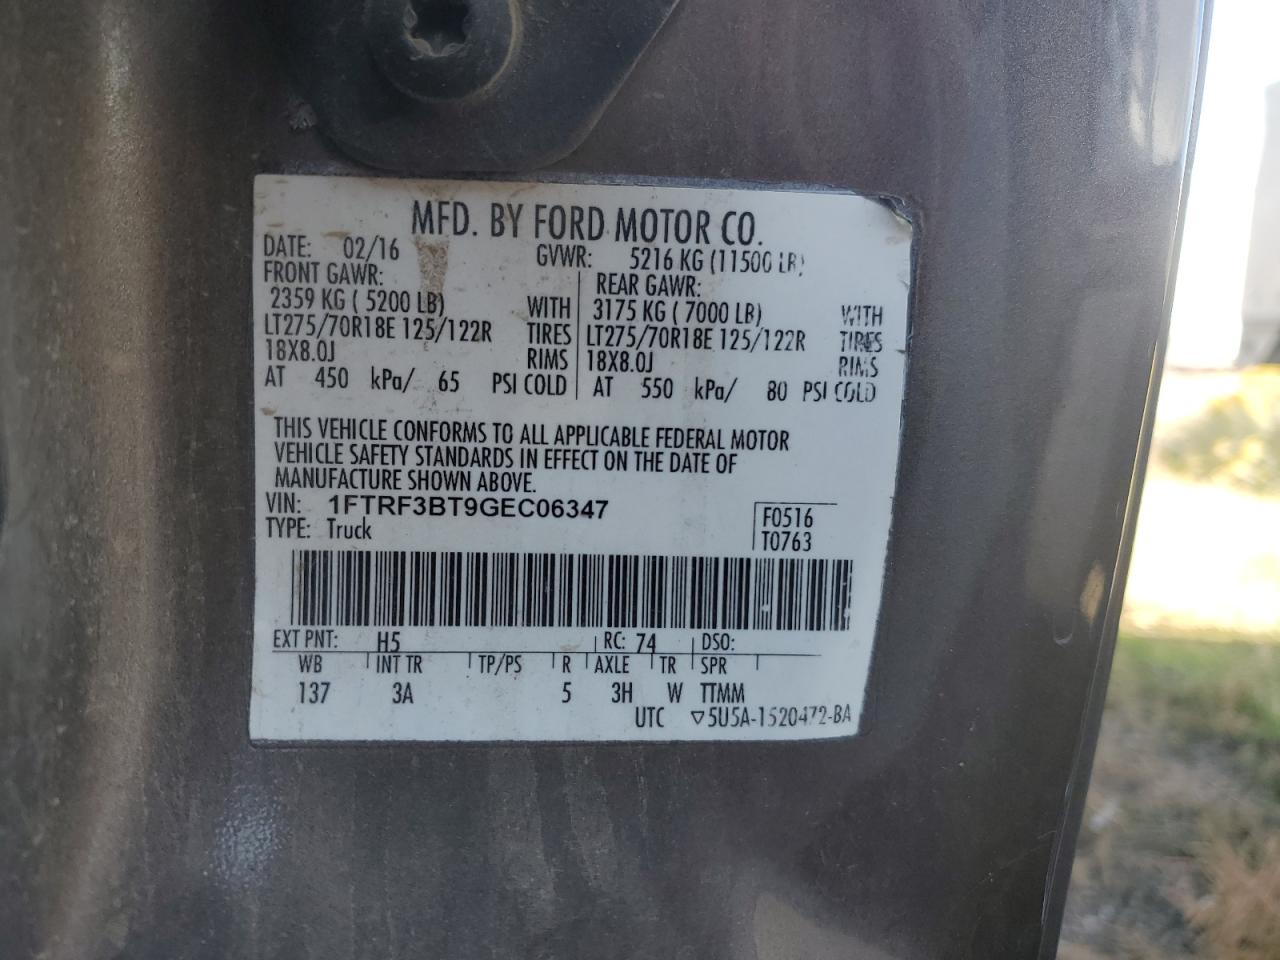 MFD. BY FORD MOTOR CO.
DATE: 02/16 GVWR: 5216 KG (11500 LB)
FRONT GAWR: REAR GAWR:
2359 KG ( 5200 LB) WITH 3175 KG ( 7000 LB) WITH
LT275/70R18E 125/122R TIRES LT275/70R18E 125/122R TIRES
18X8.0J RIMS 18X8.0J RIMS
AT 450 kPa/ 65 PSI COLD AT 550 kPa/ 80 PSI COLD
THIS VEHICLE CONFORMS TO ALL APPLICABLE FEDERAL MOTOR
VEHICLE SAFETY STANDARDS IN EFFECT ON THE DATE OF
MANUFACTURE SHOWN ABOVE.
VIN: 1FTRF3BT9GEC06347 F0516
TYPE: Truck T0763
EXT PNT: H5 RC: 74 DSO:
WB INT TR TP/PS R AXLE TR SPR
137 3A 5 3H W TTMM
UTC ▽5U5A-1520472-BA